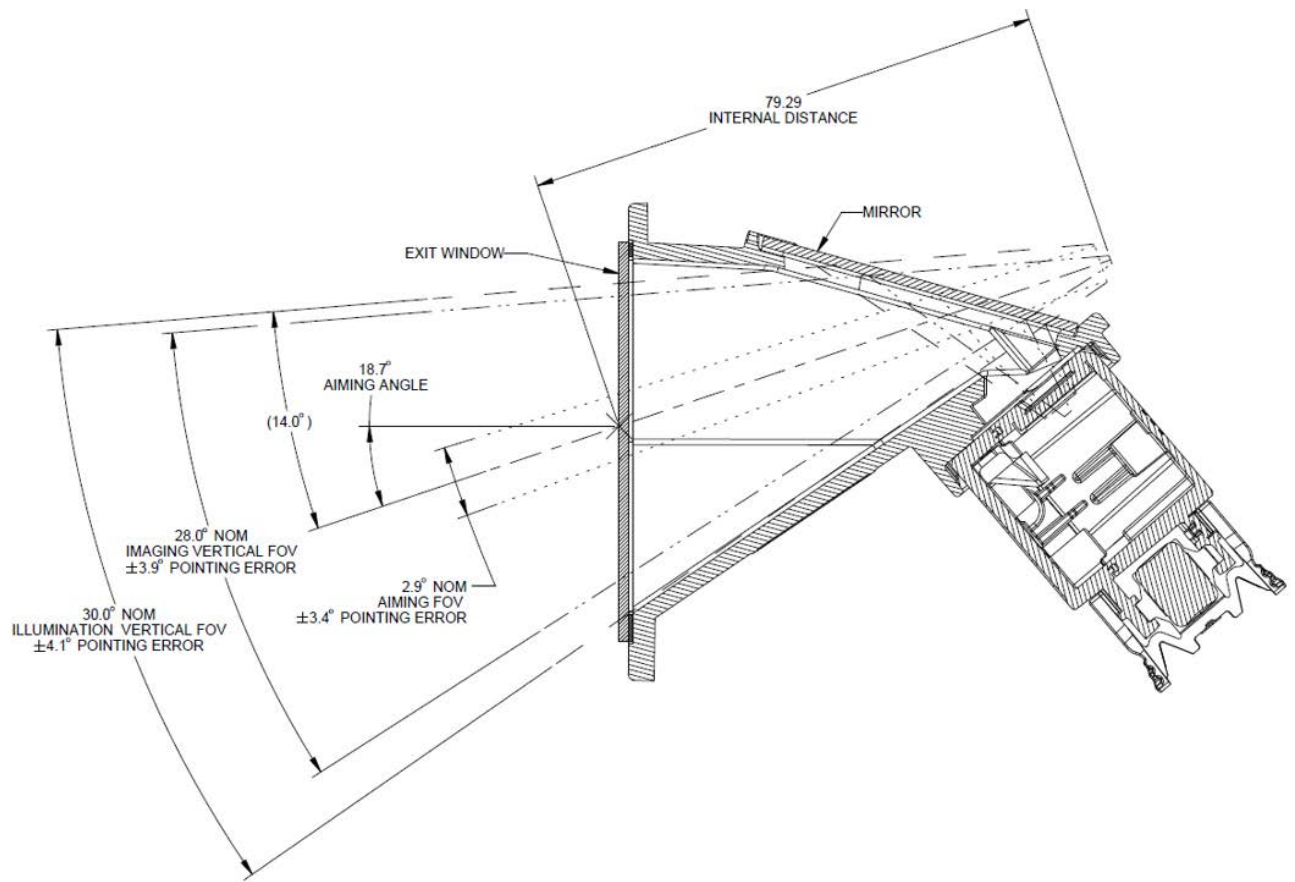 79.29
INTERNAL DISTANCE
MIRROR
EXIT WINDOW
18.7°
AIMING ANGLE
(14.0°)
28.0° NOM
IMAGING VERTICAL FOV
±3.9° POINTING ERROR
2.9° NOM
AIMING FOV
±3.4° POINTING ERROR
30.0° NOM
ILLUMINATION VERTICAL FOV
±4.1° POINTING ERROR